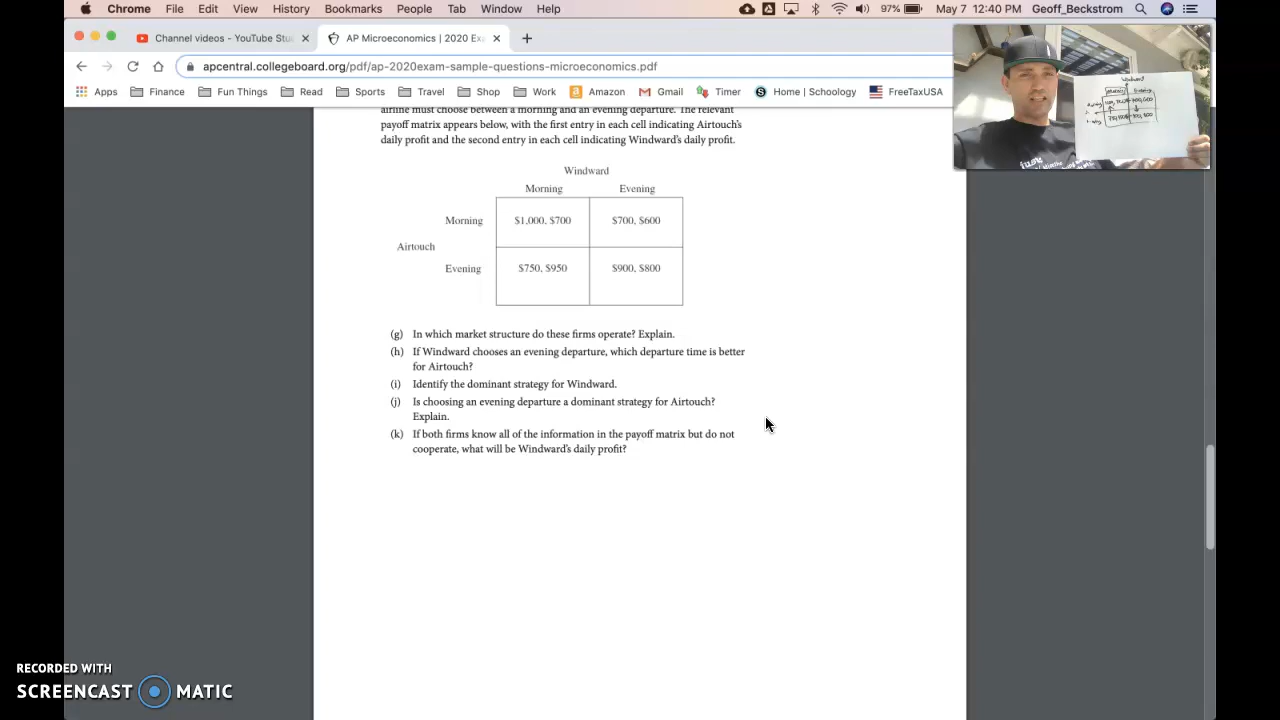 Chrome File Edit View History Bookmarks People Tab Window Help 97% May 7 12:40 PM Geoff_Beckstrom
Channel videos - YouTube Stu AP Microeconomics | 2020 Ex
apcentral.collegeboard.org/pdf/ap-2020exam-sample-questions-microeconomics.pdf
Apps Finance Fun Things Read Sports Travel Shop Work Amazon Gmail Timer Home | Schoology FreeTaxUSA
airline must choose between a morning and an evening departure. The relevant
payoff matrix appears below, with the first entry in each cell indicating Airtouch's
daily profit and the second entry in each cell indicating Windward's daily profit.
Windward
Morning Evening
Morning $1,000, $700 $700, $600
Airtouch
Evening $750, $950 $900, $800
(g) In which market structure do these firms operate? Explain.
(h) If Windward chooses an evening departure, which departure time is better
for Airtouch?
(i) Identify the dominant strategy for Windward.
(j) Is choosing an evening departure a dominant strategy for Airtouch?
Explain.
(k) If both firms know all of the information in the payoff matrix but do not
cooperate, what will be Windward's daily profit?
Windward
RECORDED WITH
SCREENCAST MATIC